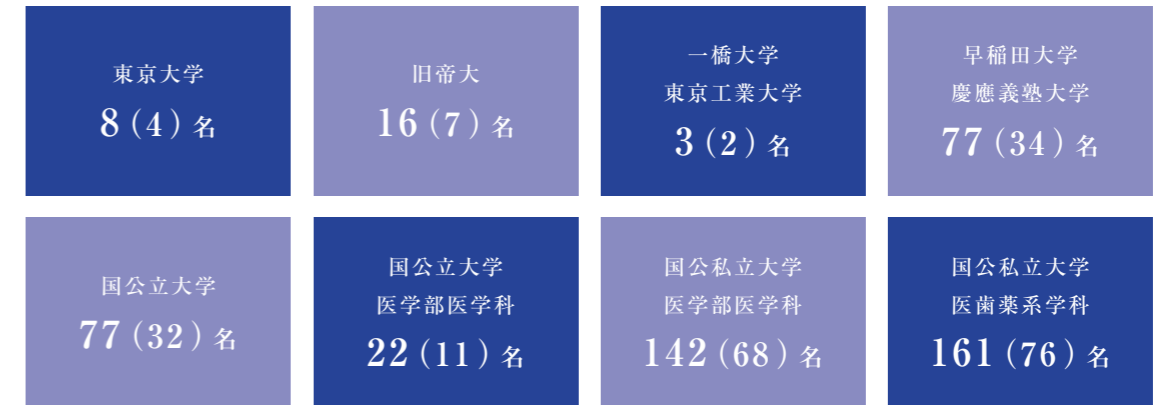 東京大学
8(4)名
旧帝大
16(7)名
一橋大学
東京工業大学
3(2)名
早稲田大学
慶應義塾大学
77(34)名
国公立大学
77(32)名
国公立大学
医学部医学科
22(11)名
国公私立大学
医学部医学科
142(68)名
国公私立大学
医歯薬系学科
161(76)名